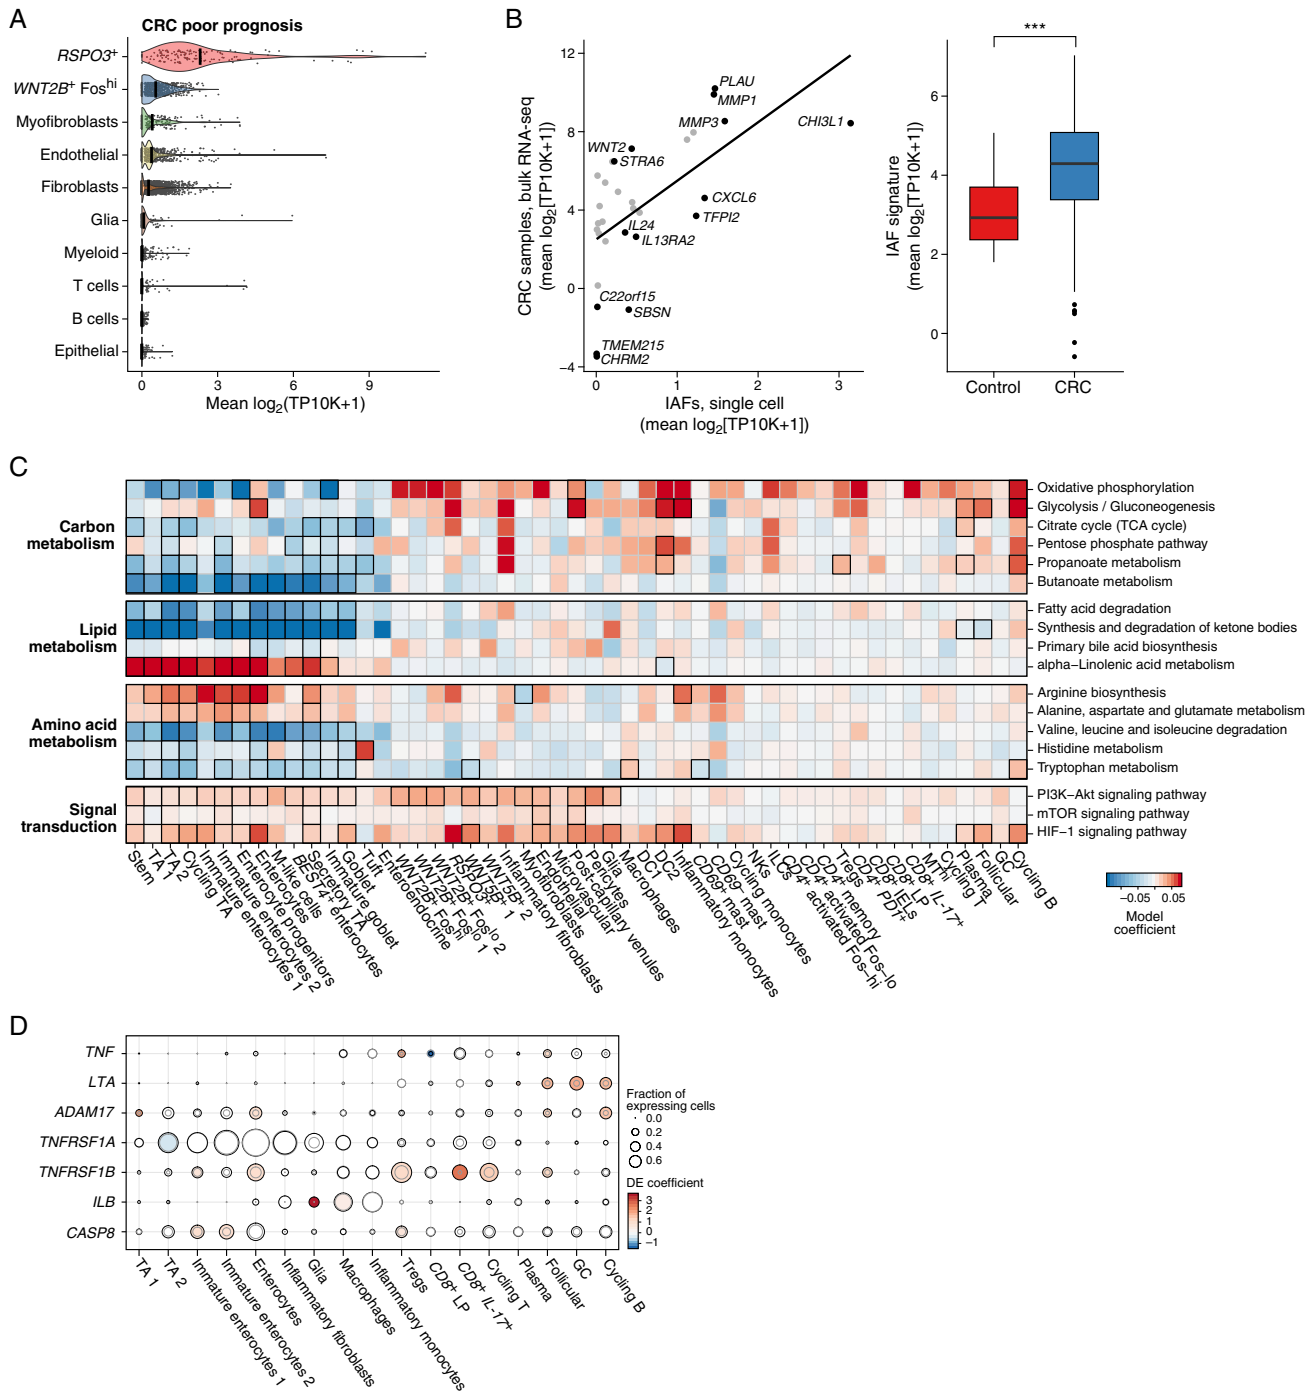 A
CRC poor prognosis
RSPO3+
WNT2B+ Foshi
Myofibroblasts
Endothelial
Fibroblasts
Glia
Myeloid
T cells
B cells
Epithelial
0 3 6 9
Mean log2(TP10K+1)
B
CRC samples, bulk RNA-seq
(mean log2[TP10K+1])
12
8
4
0
−4
PLAU
MMP1
MMP3
CHI3L1
WNT2
STRA6
CXCL6
TFPI2
IL24
IL13RA2
C22orf15
SBSN
TMEM215
CHRM2
0 1 2 3
IAFs, single cell
(mean log2[TP10K+1])
***
IAF signature
(mean log2[TP10K+1])
6
4
2
0
Control CRC
C
Carbon
metabolism
Oxidative phosphorylation
Glycolysis / Gluconeogenesis
Citrate cycle (TCA cycle)
Pentose phosphate pathway
Propanoate metabolism
Butanoate metabolism
Lipid
metabolism
Fatty acid degradation
Synthesis and degradation of ketone bodies
Primary bile acid biosynthesis
alpha−Linolenic acid metabolism
Amino acid
metabolism
Arginine biosynthesis
Alanine, aspartate and glutamate metabolism
Valine, leucine and isoleucine degradation
Histidine metabolism
Tryptophan metabolism
Signal
transduction
PI3K−Akt signaling pathway
mTOR signaling pathway
HIF−1 signaling pathway
Stem
TA 1
TA 2
Cycling TA
Immature enterocytes 1
Immature enterocytes 2
Enterocyte progenitors
Enterocytes
M−like cells
BEST4+ enterocytes
Secretory TA
Immature goblet
Goblet
Tuft
Enteroendocrine
WNT2B+ Foshi
WNT2B+ Foslo 1
WNT2B+ Foslo 2
RSPO3+
WNT5B+ 1
WNT5B+ 2
Inflammatory fibroblasts
Myofibroblasts
Endothelial
Microvascular
Post-capillary venules
Pericytes
Glia
Macrophages
DC1
DC2
Inflammatory monocytes
CD69+ mast
CD69− mast
Cycling monocytes
NKs
ILCs
CD4+ activated Fos−hi
CD4+ activated Fos−lo
CD4+ memory
Tregs
CD4+ PD1+
CD8+ IELs
CD8+ LP
CD8+ IL-17+
MThi
Cycling T
Plasma
Follicular
GC
Cycling B
−0.05 0.05
Model
coefficient
D
TNF
LTA
ADAM17
TNFRSF1A
TNFRSF1B
ILB
CASP8
TA 1
TA 2
Immature enterocytes 1
Immature enterocytes 2
Enterocytes
Inflammatory fibroblasts
Glia
Macrophages
Inflammatory monocytes
Tregs
CD8+ LP
CD8+ IL-17+
Cycling T
Plasma
Follicular
GC
Cycling B
Fraction of
expressing cells
0.0
0.2
0.4
0.6
DE coefficient
3
2
1
0
−1